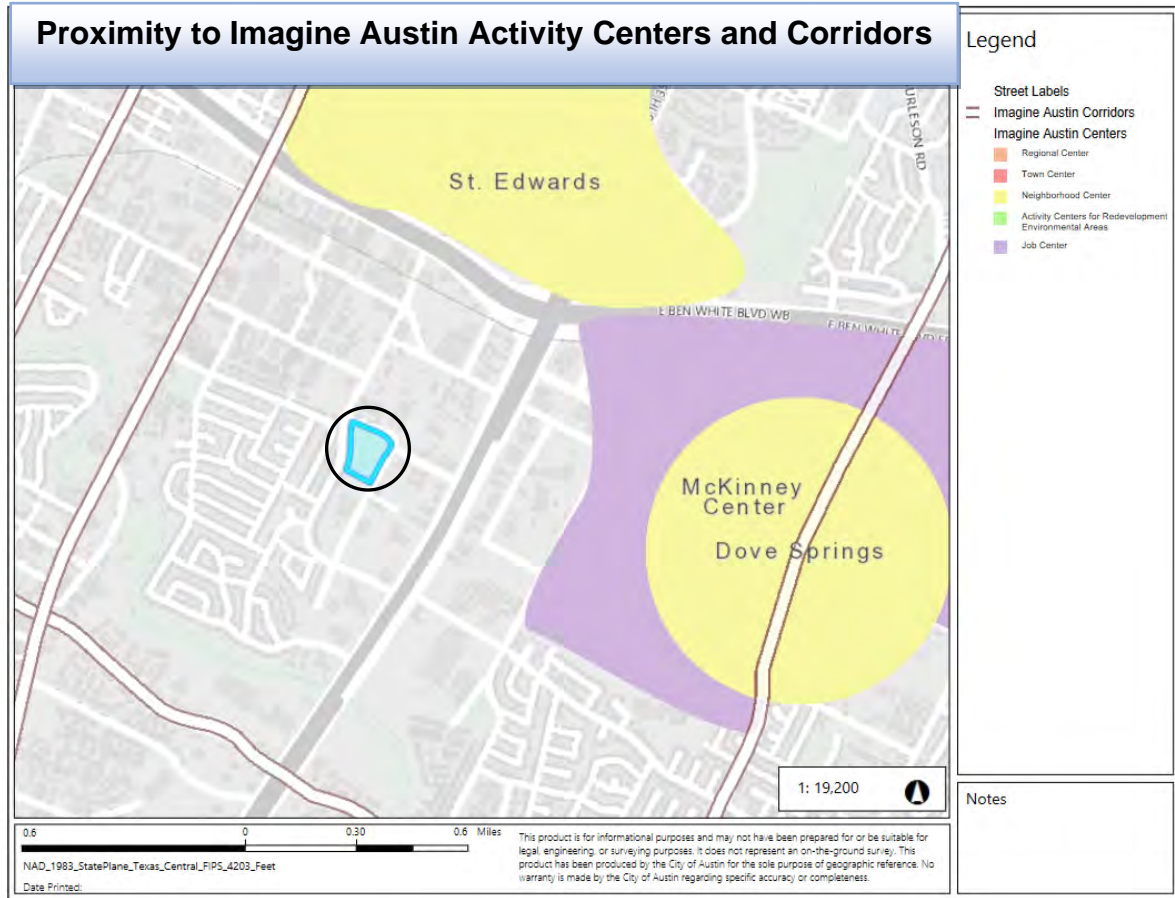 Proximity to Imagine Austin Activity Centers and Corridors
Legend
Street Labels
Imagine Austin Corridors
Imagine Austin Centers
Regional Center
Town Center
Neighborhood Center
Activity Centers for Redevelopment
Environmental Areas
Job Center
URLESON RD
St. Edwards
E BEN WHITE BLVD WB
E BEN WHITE
McKinney
Center
Dove Springs
1: 19,200
Notes
0.6 0 0.30 0.6 Miles
NAD_1983_StatePlane_Texas_Central_FIPS_4203_Feet
Date Printed:
This product is for informational purposes and may not have been prepared for or be suitable for
legal, engineering, or surveying purposes. It does not represent an on-the-ground survey. This
product has been produced by the City of Austin for the sole purpose of geographic reference. No
warranty is made by the City of Austin regarding specific accuracy or completeness.